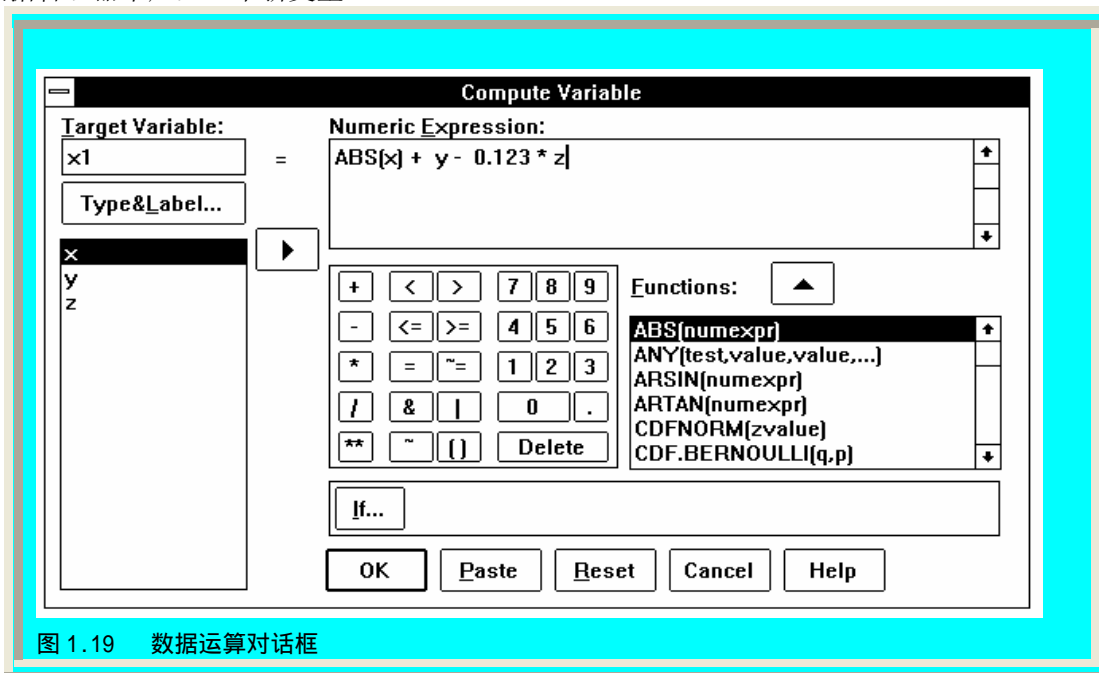 Compute Variable
Target Variable:
Numeric Expression:
x1
=
ABS(x) + y - 0.123 * z
Type&Label...
x
y
z
+ < > 7 8 9
- <= >= 4 5 6
* = ~= 1 2 3
/ & | 0 .
** ~ () Delete
Functions:
ABS(numexpr)
ANY(test,value,value,...)
ARSIN(numexpr)
ARTAN(numexpr)
CDFNORM(zvalue)
CDF.BERNOULLI(q,p)
If...
OK Paste Reset Cancel Help
图 1.19 数据运算对话框